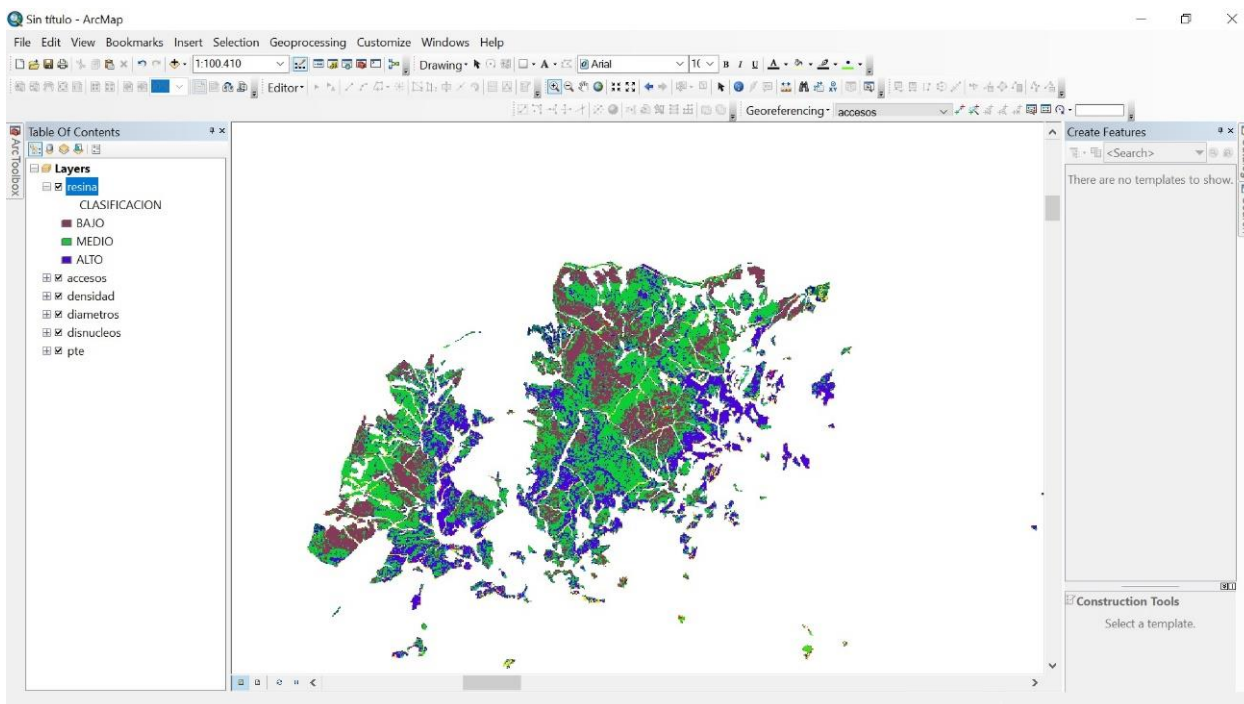 Sin título - ArcMap
File Edit View Bookmarks Insert Selection Geoprocessing Customize Windows Help
1:100.410 Drawing Arial B I U A
Editor
Georeferencing accesos
ArcToolbox
Table Of Contents
Layers
resina
CLASIFICACION
BAJO
MEDIO
ALTO
accesos
densidad
diametros
disnucleos
pte
Create Features
<Search>
There are no templates to show.
Construction Tools
Select a template.